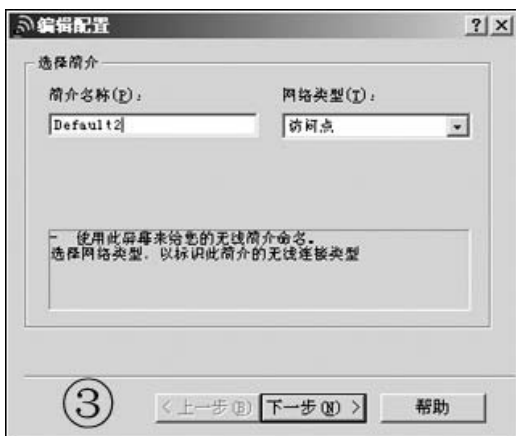 编辑配置
选择简介
简介名称(P):
网络类型(T):
Default2
访问点
- 使用此屏幕来给您的无线简介命名。
选择网络类型,以标识此简介的无线连接类型
③
< 上一步(B)
下一步(N) >
帮助